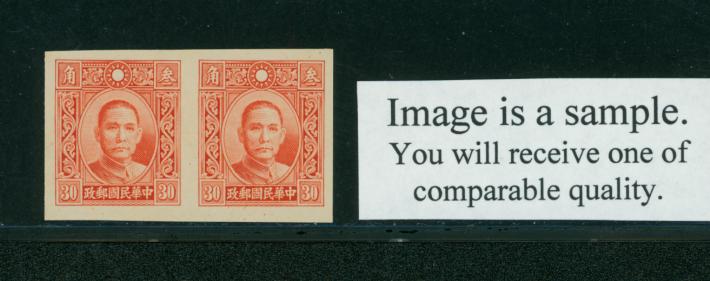 叁角
30 中華民國郵政 30
叁角
30 中華民國郵政 30
Image is a sample.
You will receive one of
comparable quality.